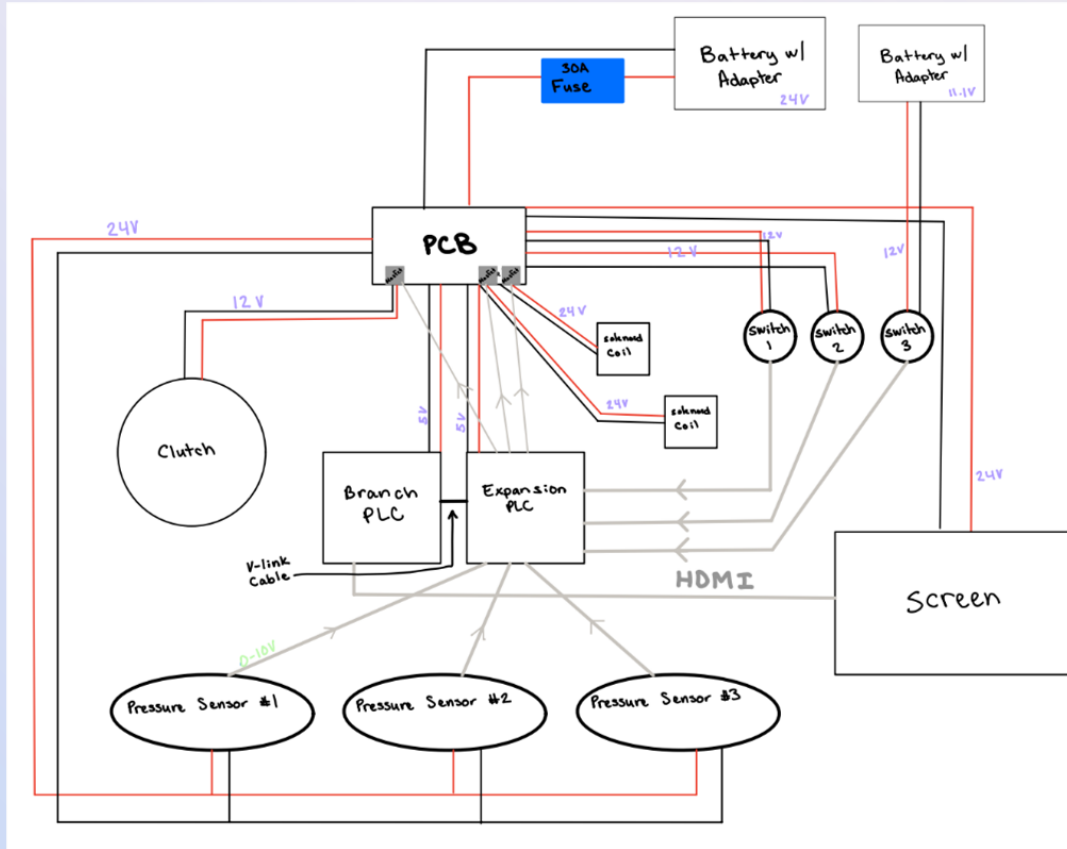 Battery w/
Adapter
24V
Battery w/
Adapter
11.1V
30A
Fuse
24V
PCB
12V
12V
12V
12V
24V
Switch
1
Switch
2
Switch
3
solenoid
Coil
24V
solenoid
Coil
5V
5V
Clutch
Branch
PLC
Expansion
PLC
24V
V-link
Cable
HDMI
Screen
0-10V
Pressure Sensor #1
Pressure Sensor #2
Pressure Sensor #3